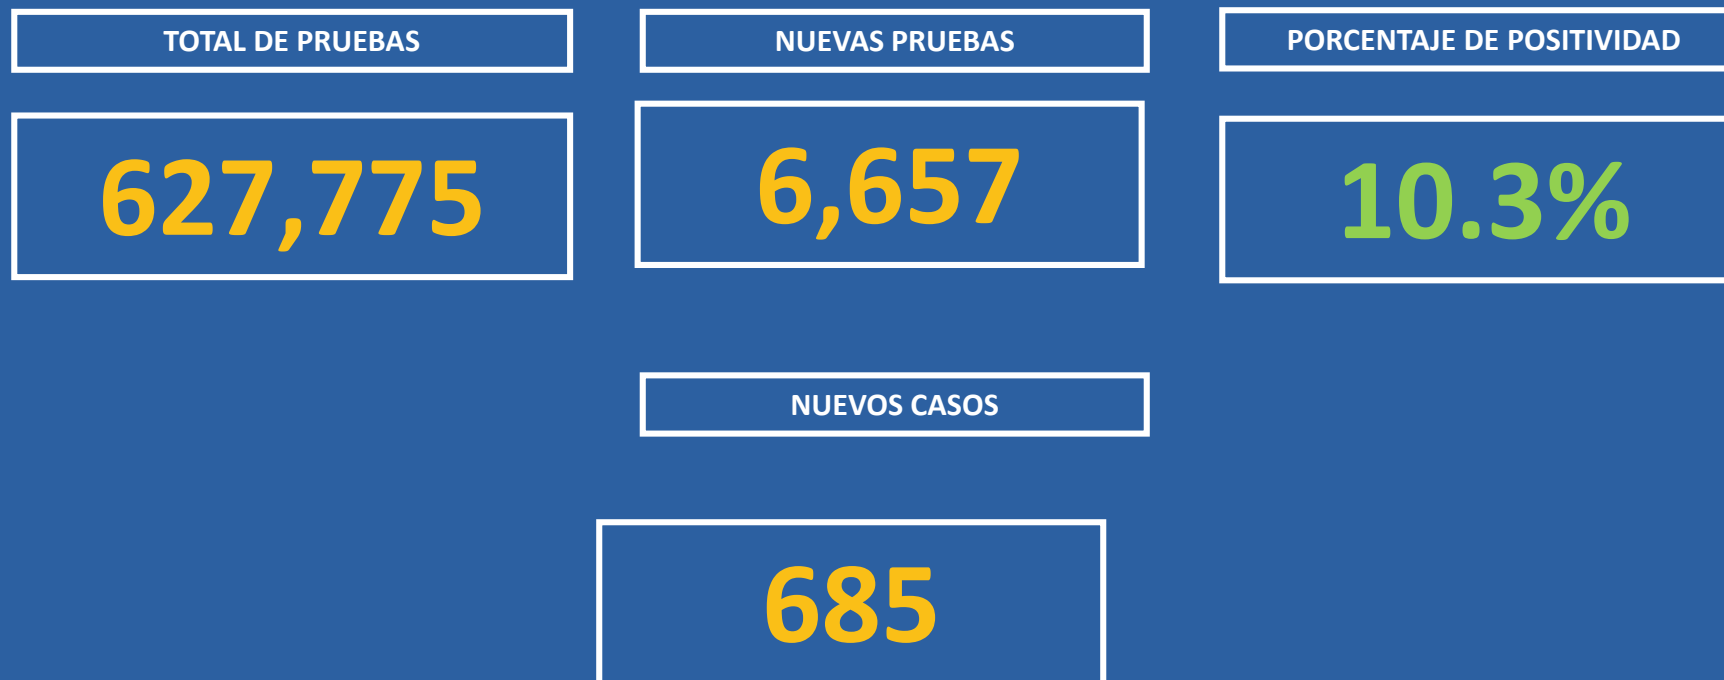 TOTAL DE PRUEBAS
NUEVAS PRUEBAS
PORCENTAJE DE POSITIVIDAD
627,775
6,657
10.3%
NUEVOS CASOS
685